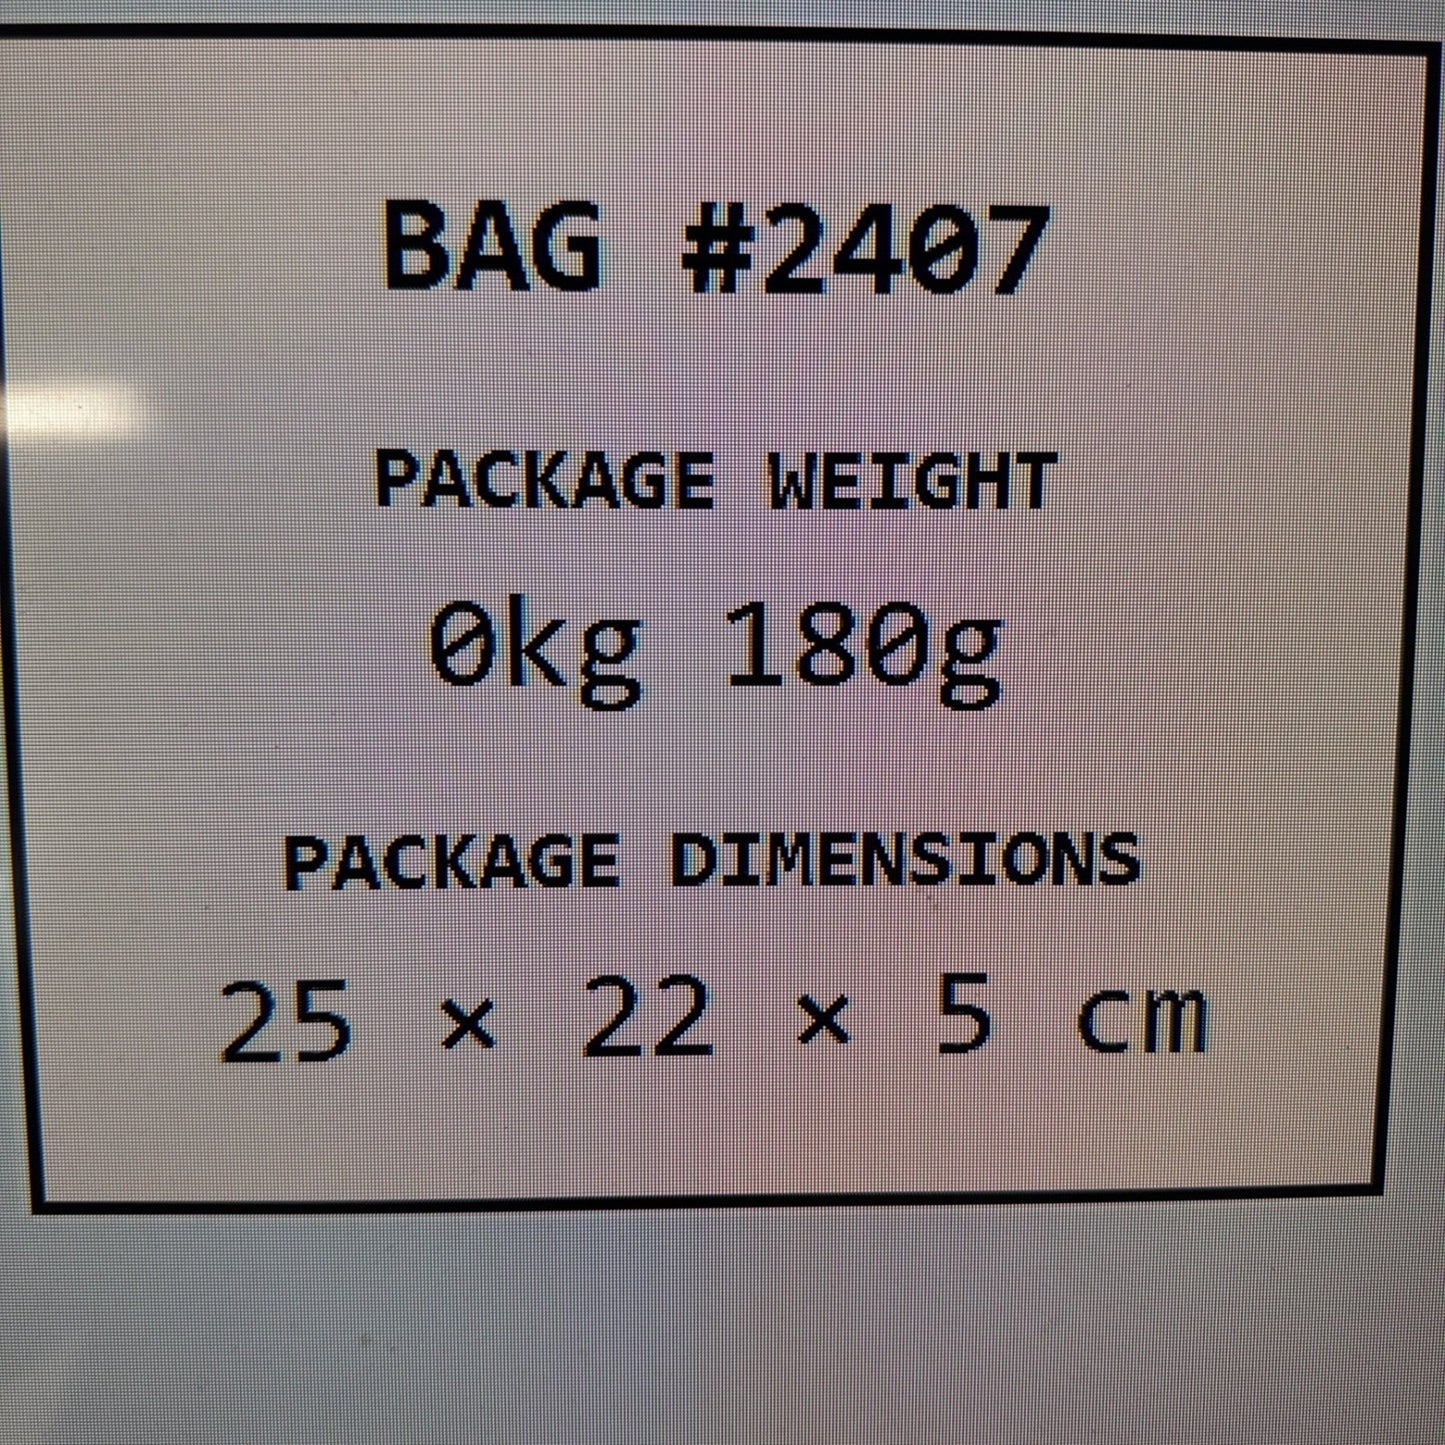 BAG #2407
PACKAGE WEIGHT
0kg 180g
PACKAGE DIMENSIONS
25 × 22 × 5 cm